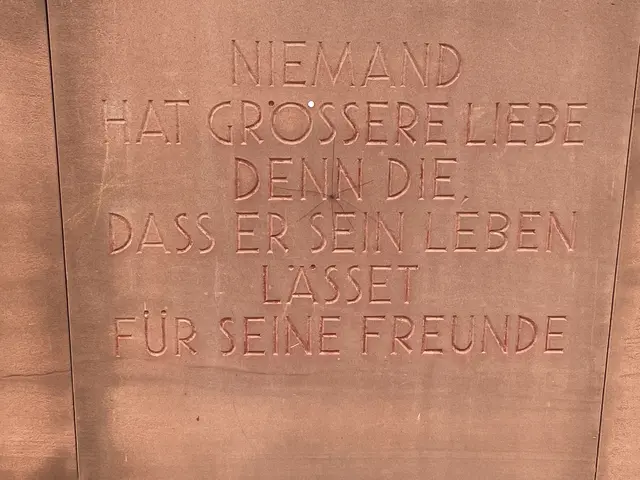 NIEMAND
HAT GRÖSSERE LIEBE
DENN DIE,
DASS ER SEIN LEBEN
LÄSSET
FÜR SEINE FREUNDE